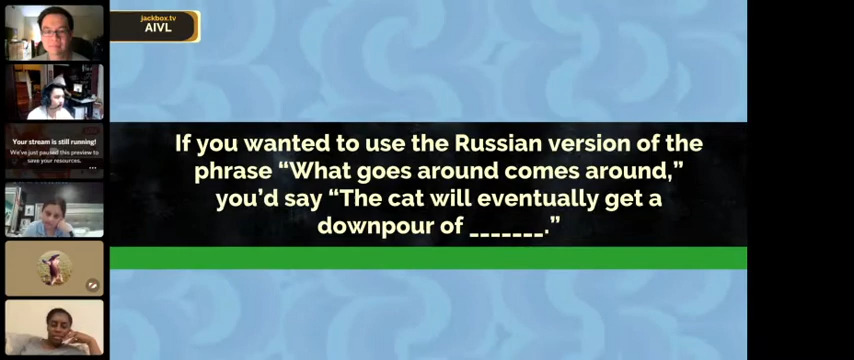 jackbox.tv
AIVL
Your stream is still running!
We've just paused this preview to
save your resources.
If you wanted to use the Russian version of the
phrase “What goes around comes around,”
you’d say “The cat will eventually get a
downpour of _______.”